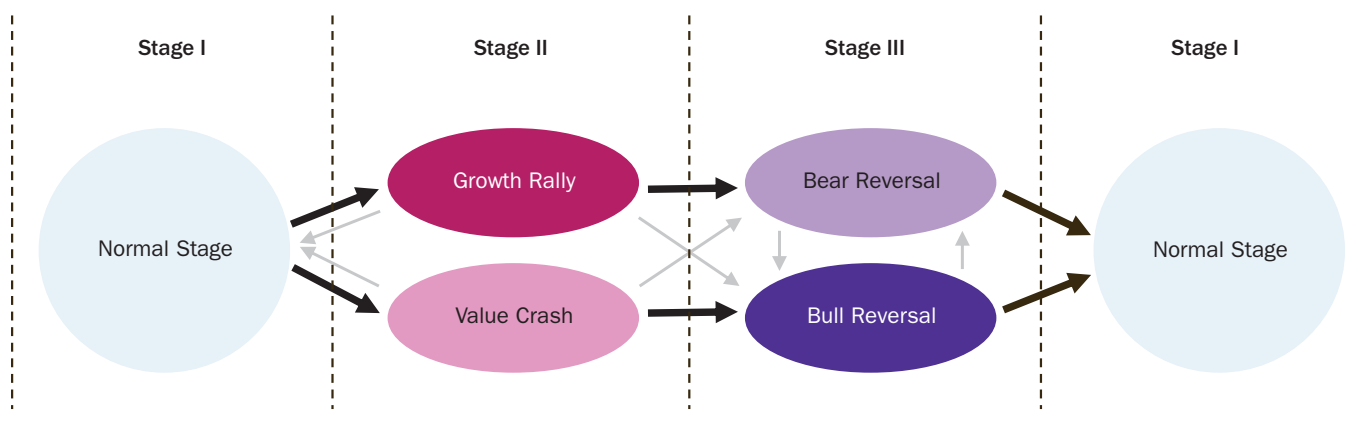 Stage I
Stage II
Stage III
Stage I
Normal Stage
Growth Rally
Value Crash
Bear Reversal
Bull Reversal
Normal Stage